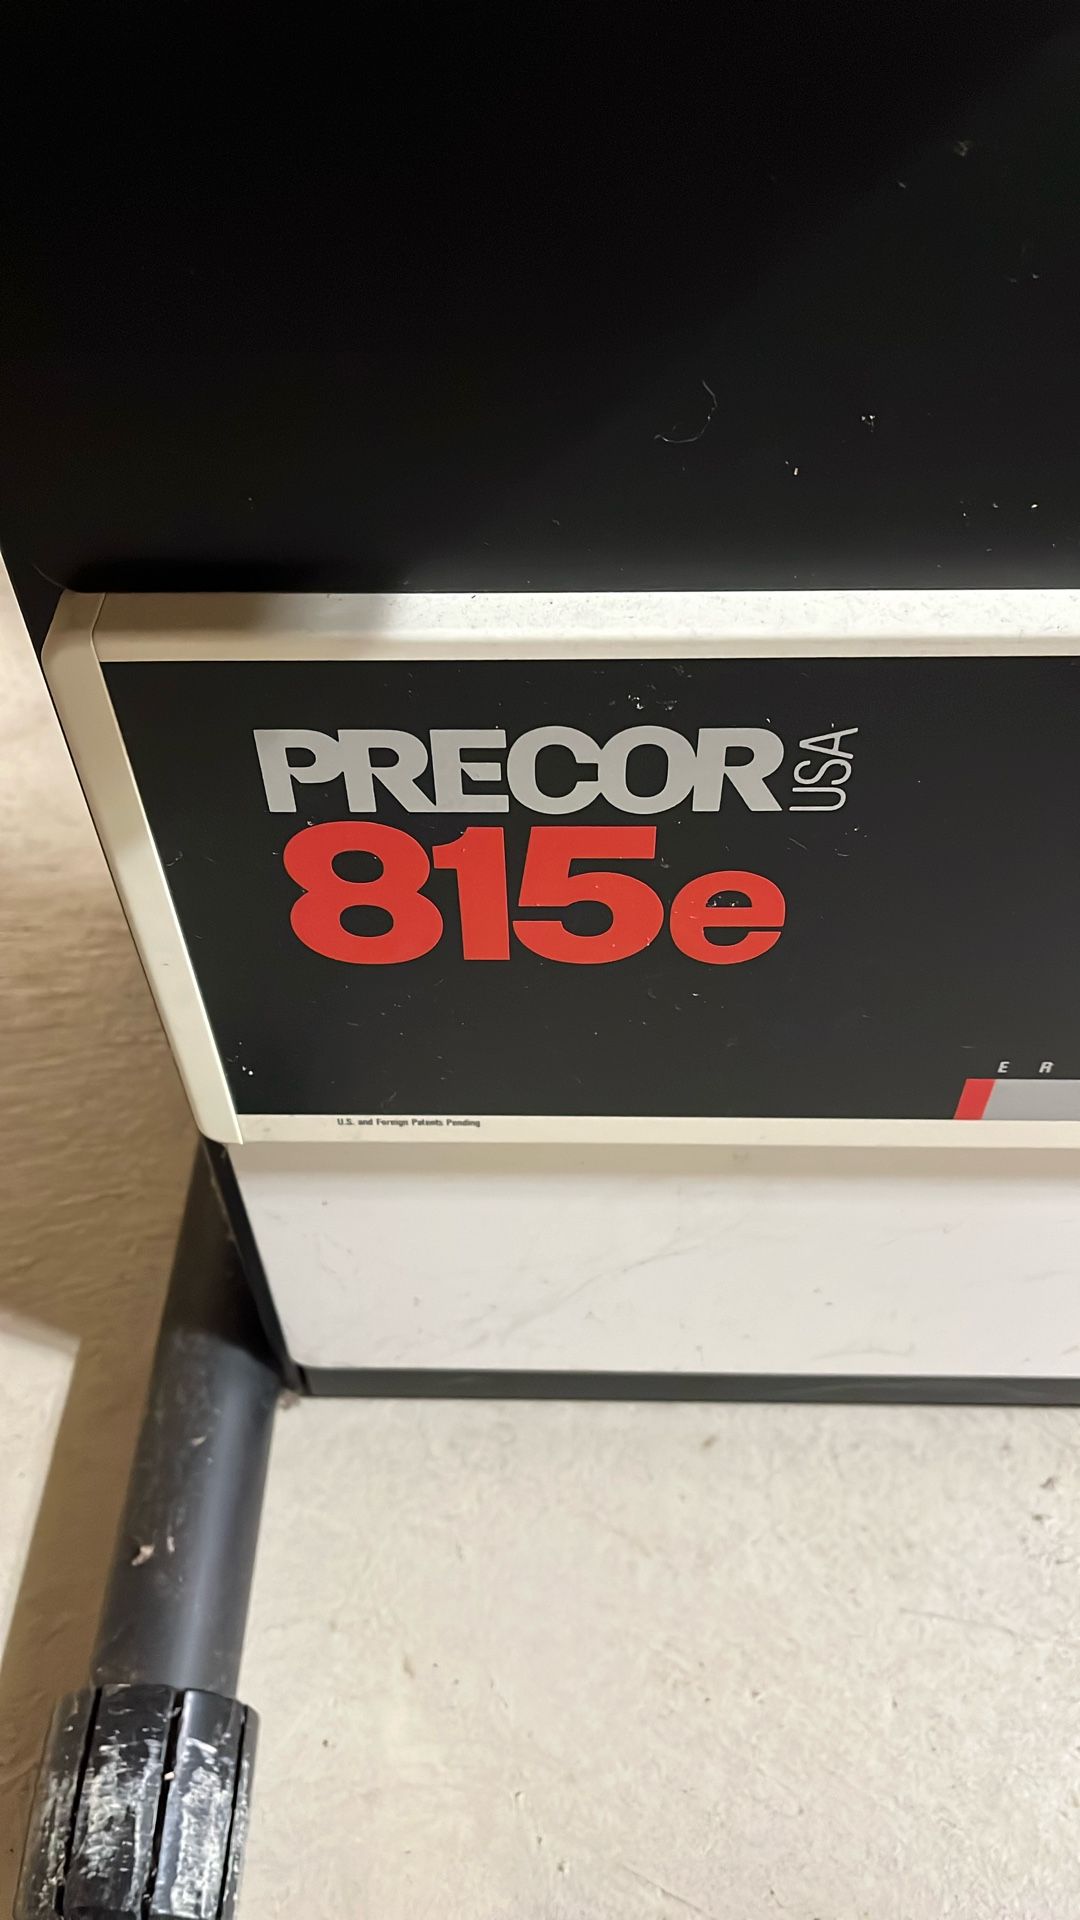 PRECOR USA
815e
E R
U.S. and Foreign Patents Pending